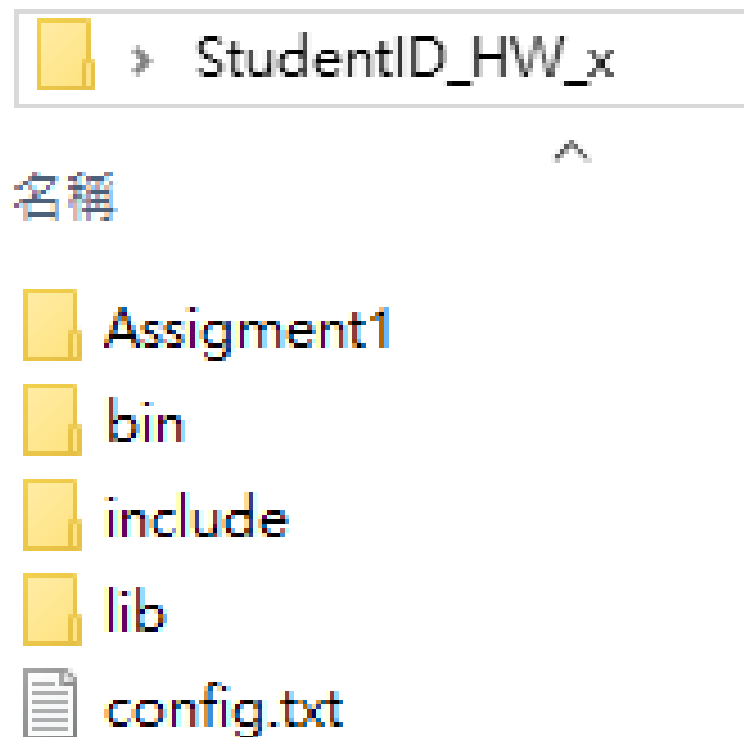 StudentID_HW_x
名稱
Assigment1
bin
include
lib
config.txt